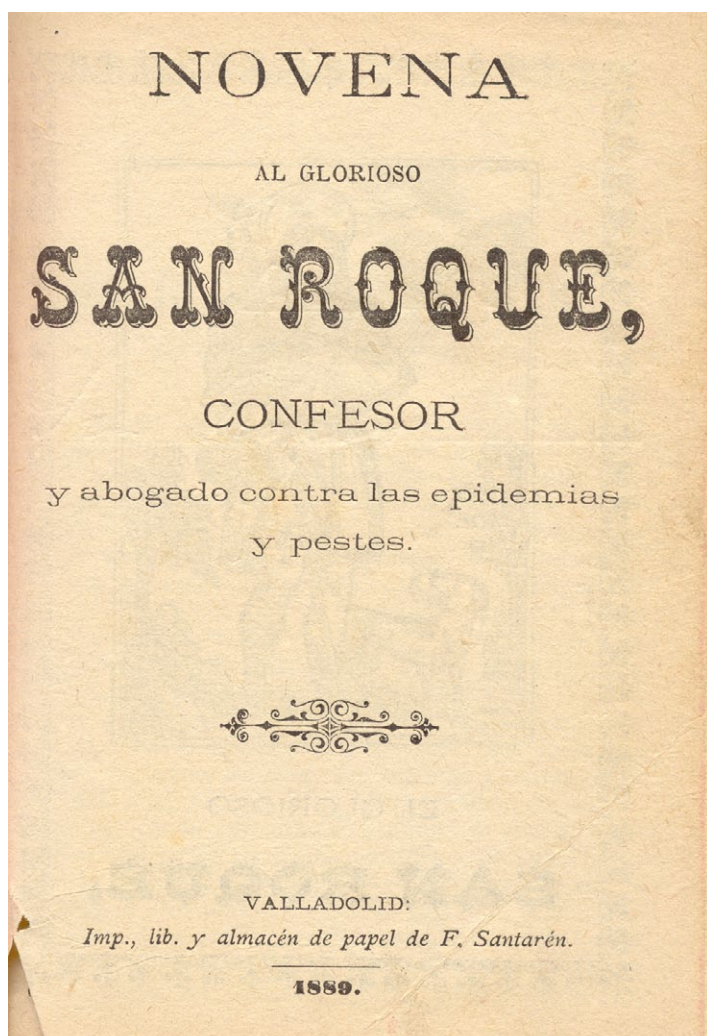 NOVENA
AL GLORIOSO
SAN ROQUE,
CONFESOR
y abogado contra las epidemias
y pestes.
VALLADOLID:
Imp., lib. y almacén de papel de F. Santarén.
1889.